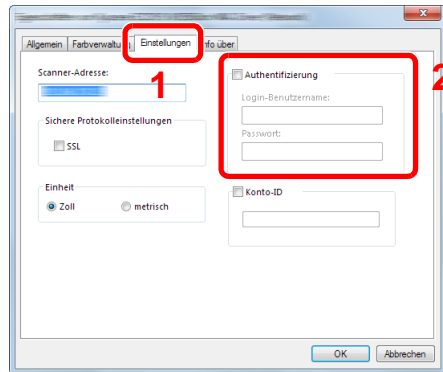 Allgemein Farbverwaltu Einstellungen nfo über
1
2
Scanner-Adresse:
Sichere Protokolleinstellungen
SSL
Einheit
Zoll metrisch
Authentifizierung
Login-Benutzername:
Passwort:
Konto-ID
OK Abbrechen